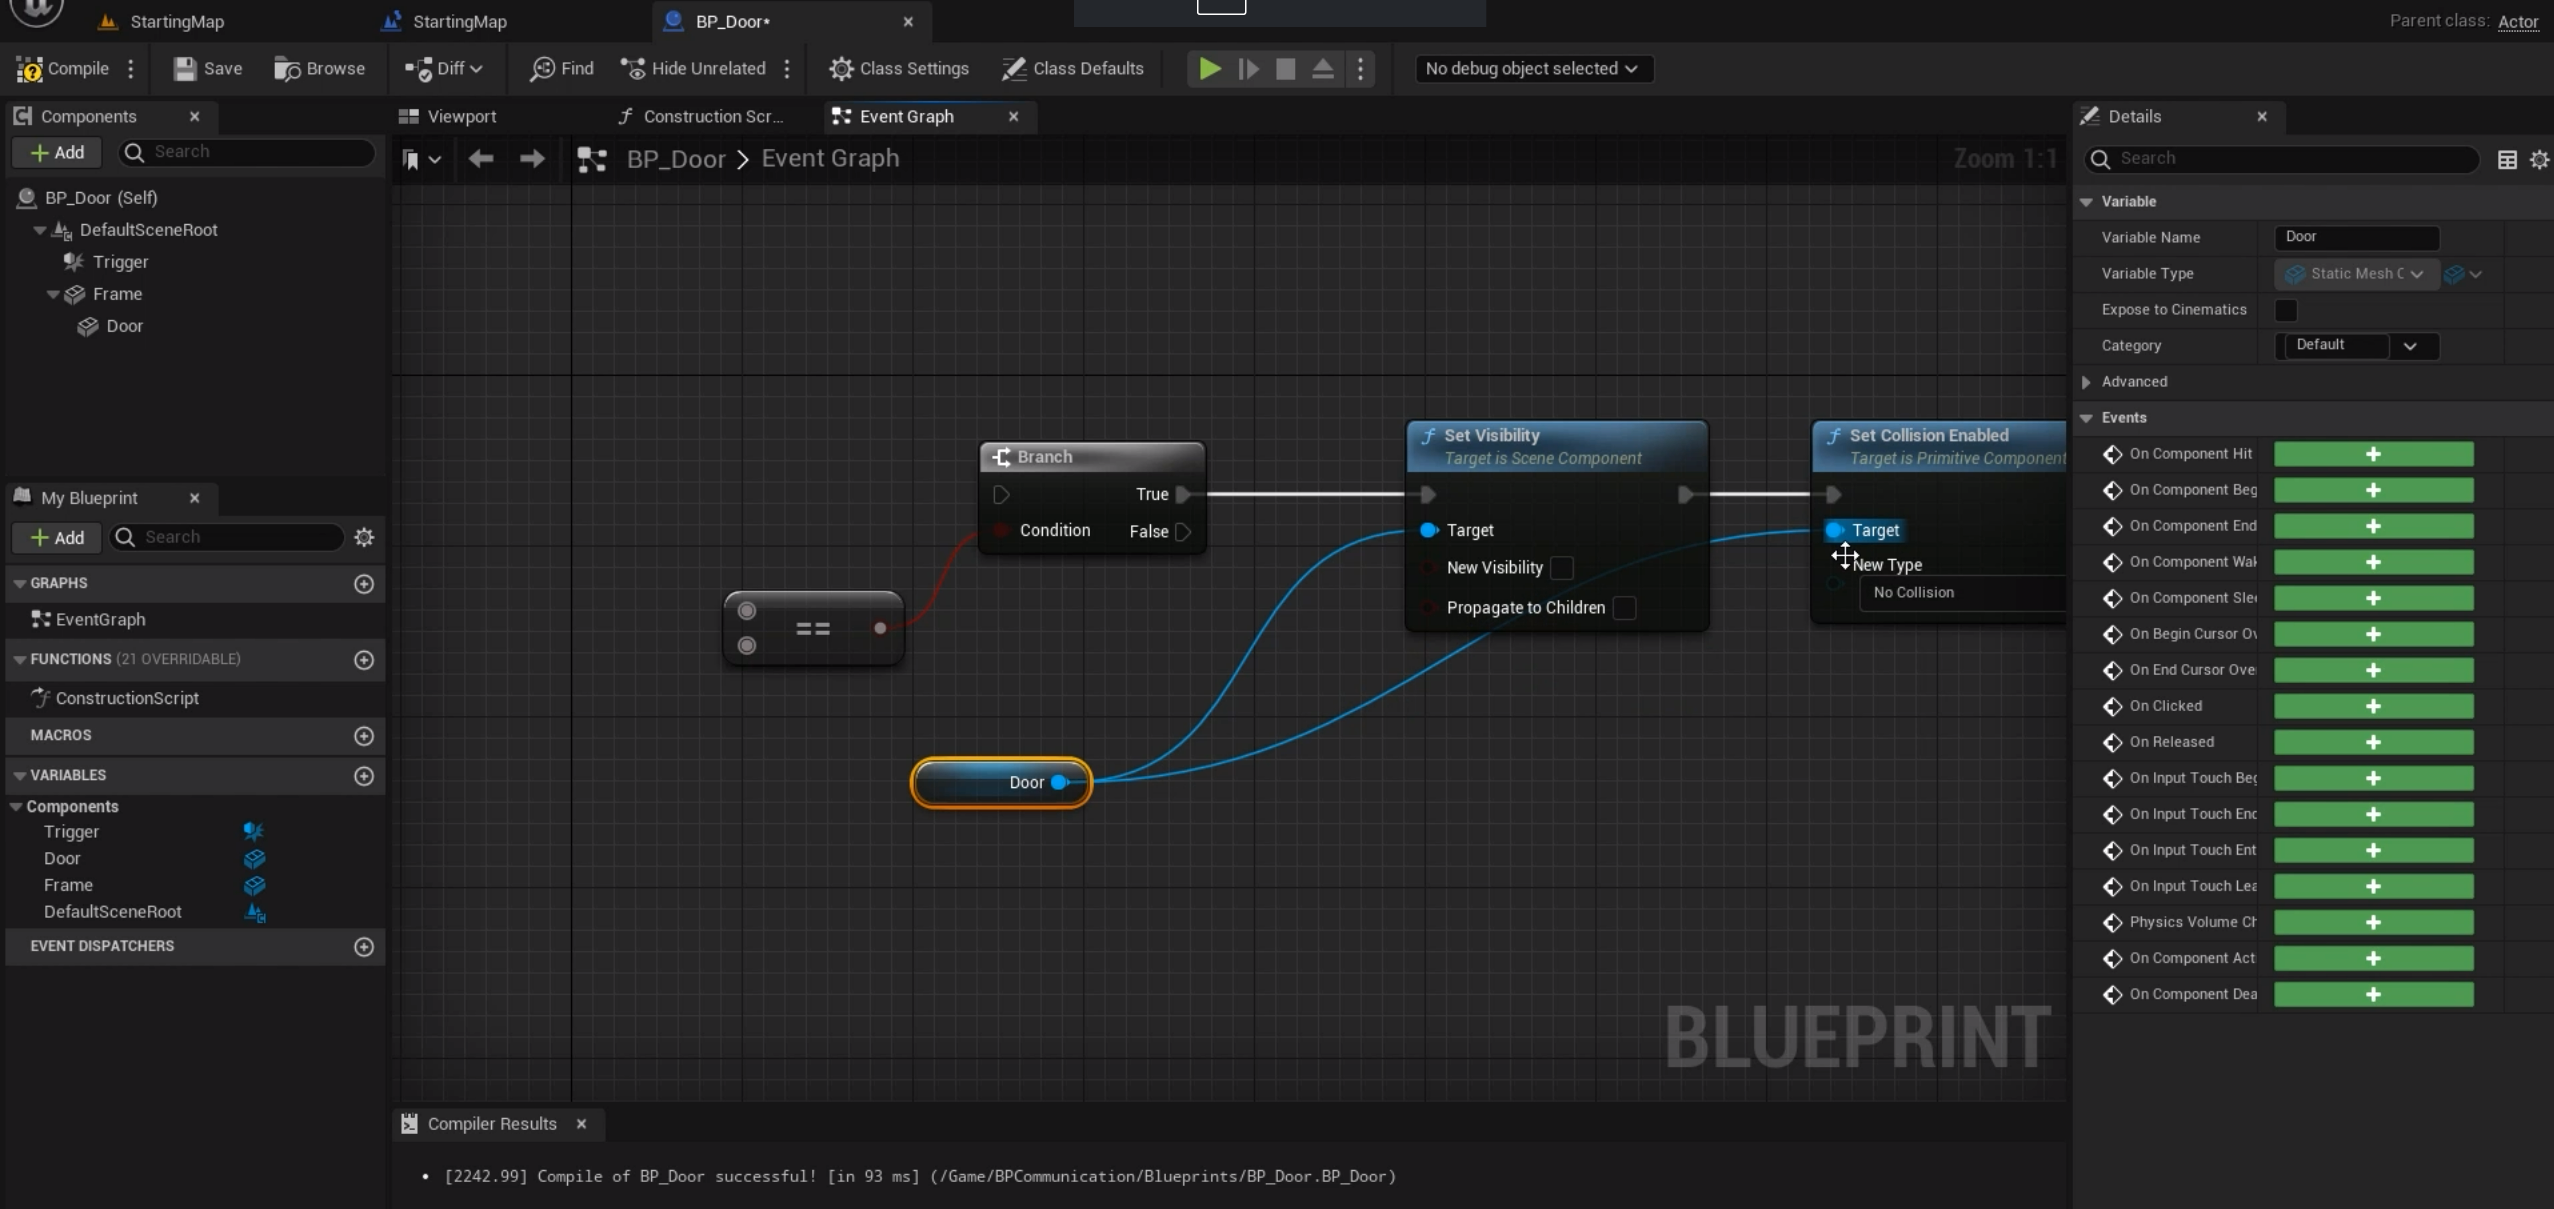 StartingMap
StartingMap
BP_Door*
Parent class: Actor
Compile
Save
Browse
Diff
Find
Hide Unrelated
Class Settings
Class Defaults
No debug object selected
Components
Add
Search
BP_Door (Self)
DefaultSceneRoot
Trigger
Frame
Door
My Blueprint
Add
Search
GRAPHS
EventGraph
FUNCTIONS (21 OVERRIDABLE)
ConstructionScript
MACROS
VARIABLES
Components
Trigger
Door
Frame
DefaultSceneRoot
EVENT DISPATCHERS
Viewport
Construction Scr...
Event Graph
BP_Door > Event Graph
Zoom 1:1
Branch
True
Condition
False
==
Door
Set Visibility
Target is Scene Component
Target
New Visibility
Propagate to Children
Set Collision Enabled
Target is Primitive Component
Target
New Type
No Collision
BLUEPRINT
Compiler Results
• [2242.99] Compile of BP_Door successful! [in 93 ms] (/Game/BPCommunication/Blueprints/BP_Door.BP_Door)
Details
Search
Variable
Variable Name
Door
Variable Type
Static Mesh C
Expose to Cinematics
Category
Default
Advanced
Events
On Component Hit
On Component Beg
On Component End
On Component Wak
On Component Slee
On Begin Cursor Ov
On End Cursor Over
On Clicked
On Released
On Input Touch Beg
On Input Touch End
On Input Touch Ent
On Input Touch Lea
Physics Volume Ch
On Component Act
On Component Dea